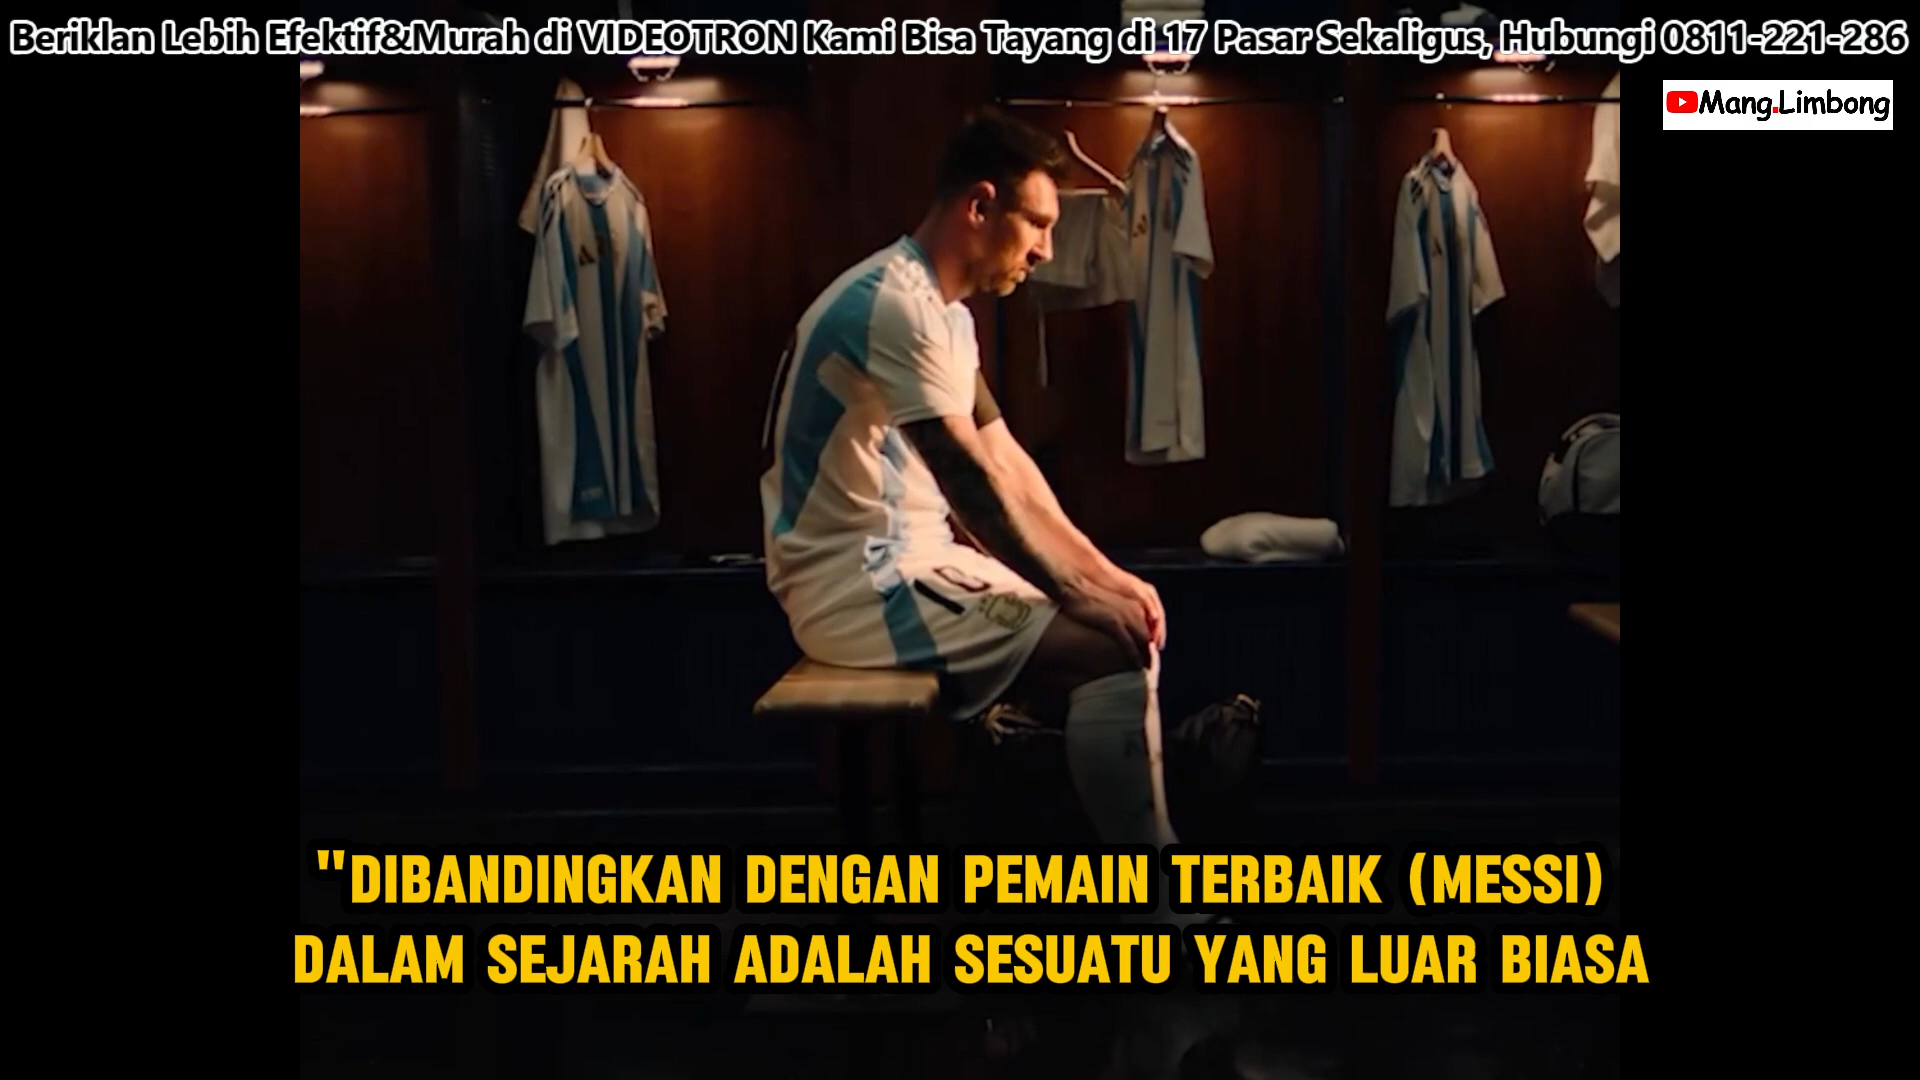 Beriklan Lebih Efektif&Murah di VIDEOTRON Kami Bisa Tayang di 17 Pasar Sekaligus, Hubungi 0811-221-286
Mang.Limbong
10
"DIBANDINGKAN DENGAN PEMAIN TERBAIK (MESSI)
DALAM SEJARAH ADALAH SESUATU YANG LUAR BIASA